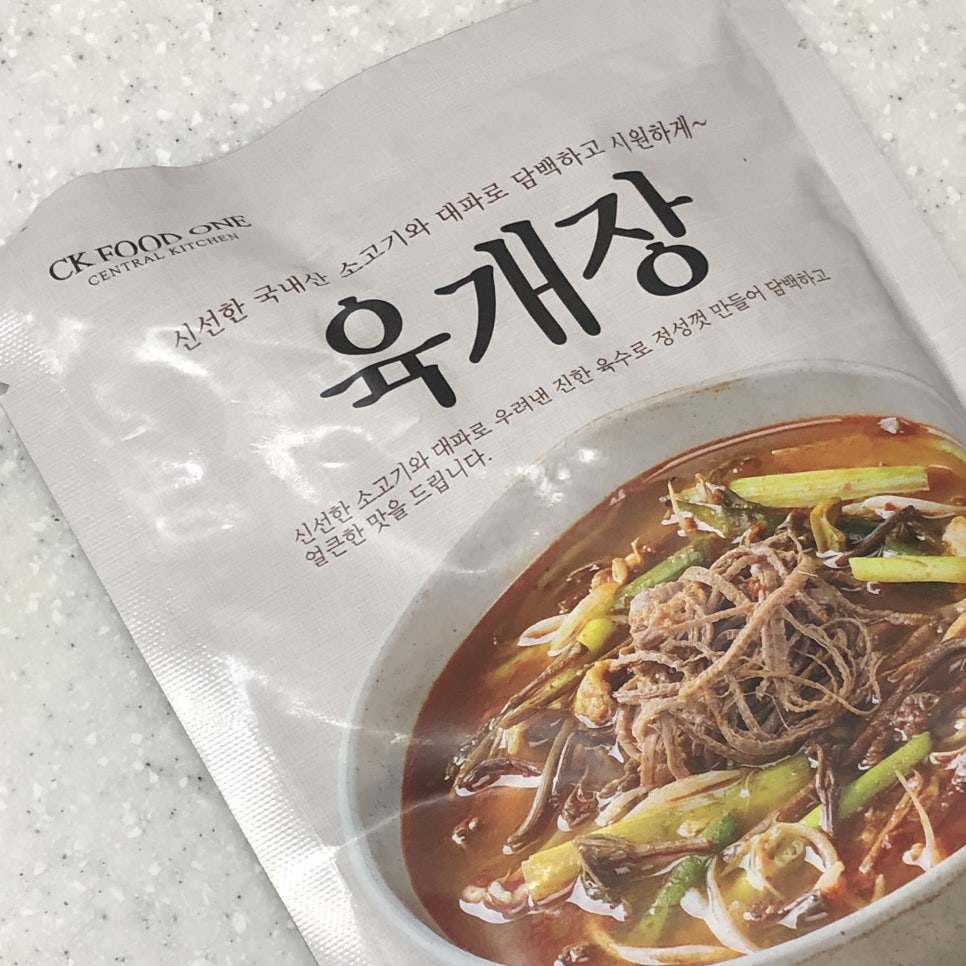 CK FOOD ONE
CENTRAL KITCHEN
신선한 국내산 소고기와 대파로 담백하고 시원하게~
육개장
신선한 소고기와 대파로 우려낸 진한 육수로 정성껏 만들어 담백하고
얼큰한 맛을 드립니다.